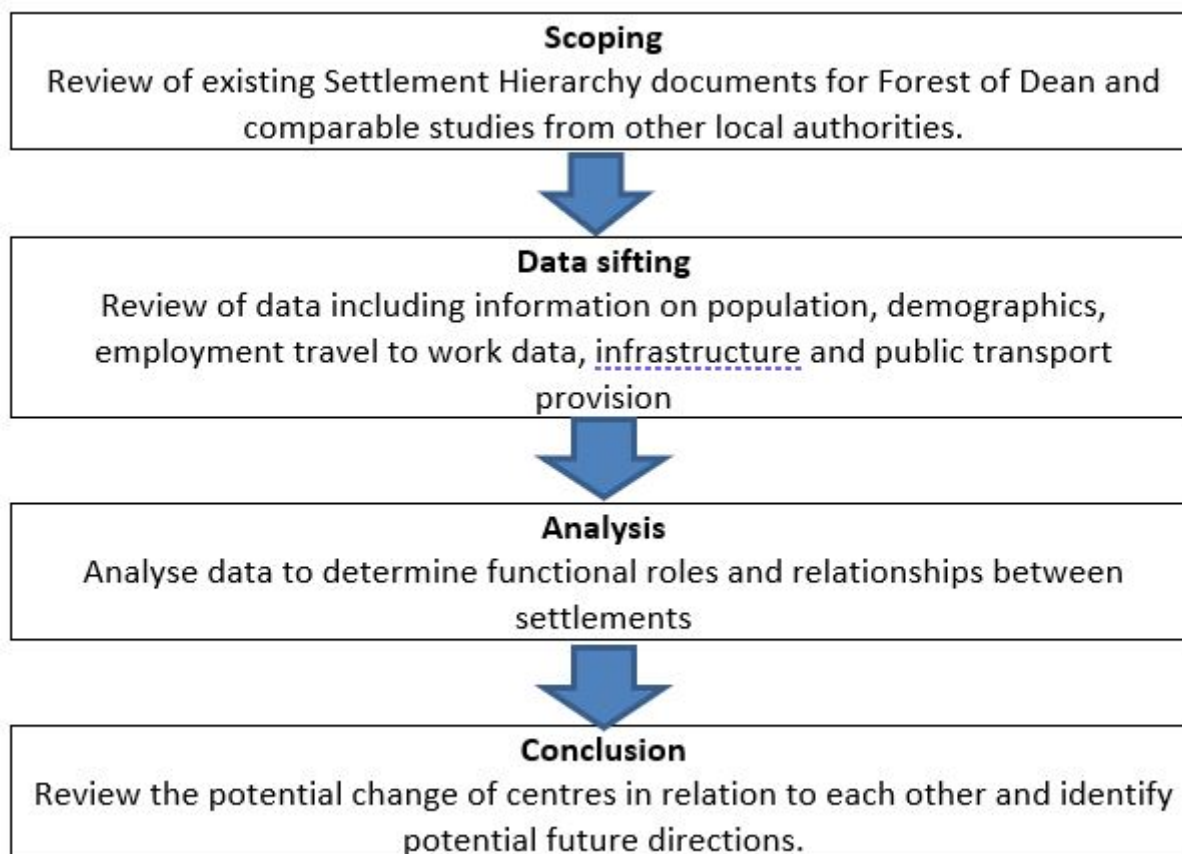 Scoping
Review of existing Settlement Hierarchy documents for Forest of Dean and
comparable studies from other local authorities.
Data sifting
Review of data including information on population, demographics,
employment travel to work data, infrastructure and public transport
provision
Analysis
Analyse data to determine functional roles and relationships between
settlements
Conclusion
Review the potential change of centres in relation to each other and identify
potential future directions.